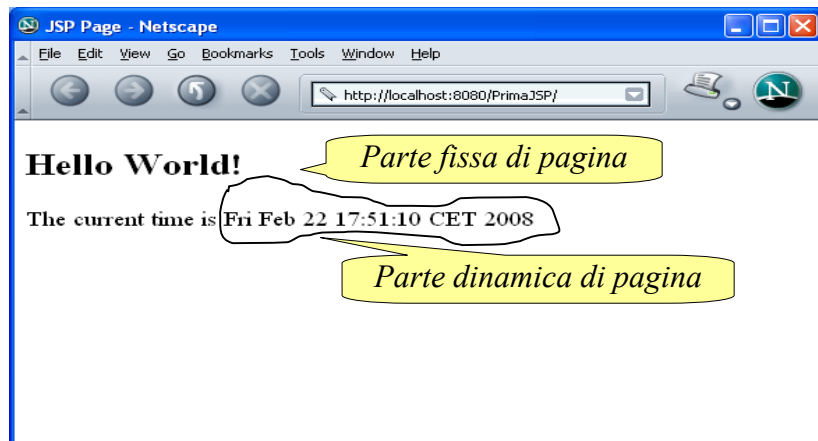 JSP Page - Netscape
File Edit View Go Bookmarks Tools Window Help
http://localhost:8080/PrimaJSP/
N
Hello World!
Parte fissa di pagina
The current time is Fri Feb 22 17:51:10 CET 2008
Parte dinamica di pagina